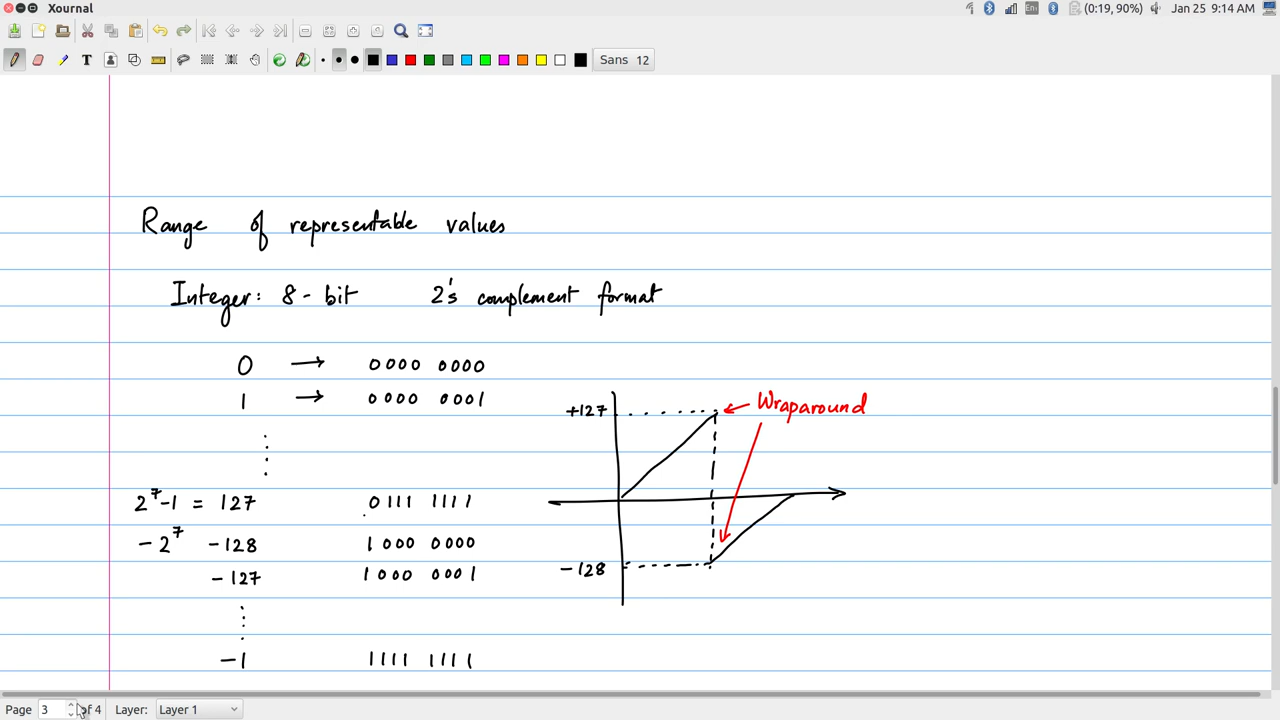 Xournal
(0:19, 90%)
Jan 25 9:14 AM
En
T
Sans 12
Range of representable values
Integer: 8-bit 2's complement format
0 → 0000 0000
1 → 0000 0001
2^7-1 = 127 0111 1111
-2^7 -128 1000 0000
-127 1000 0001
-1 1111 1111
+127
Wraparound
-128
Page 3 of 4 Layer: Layer 1